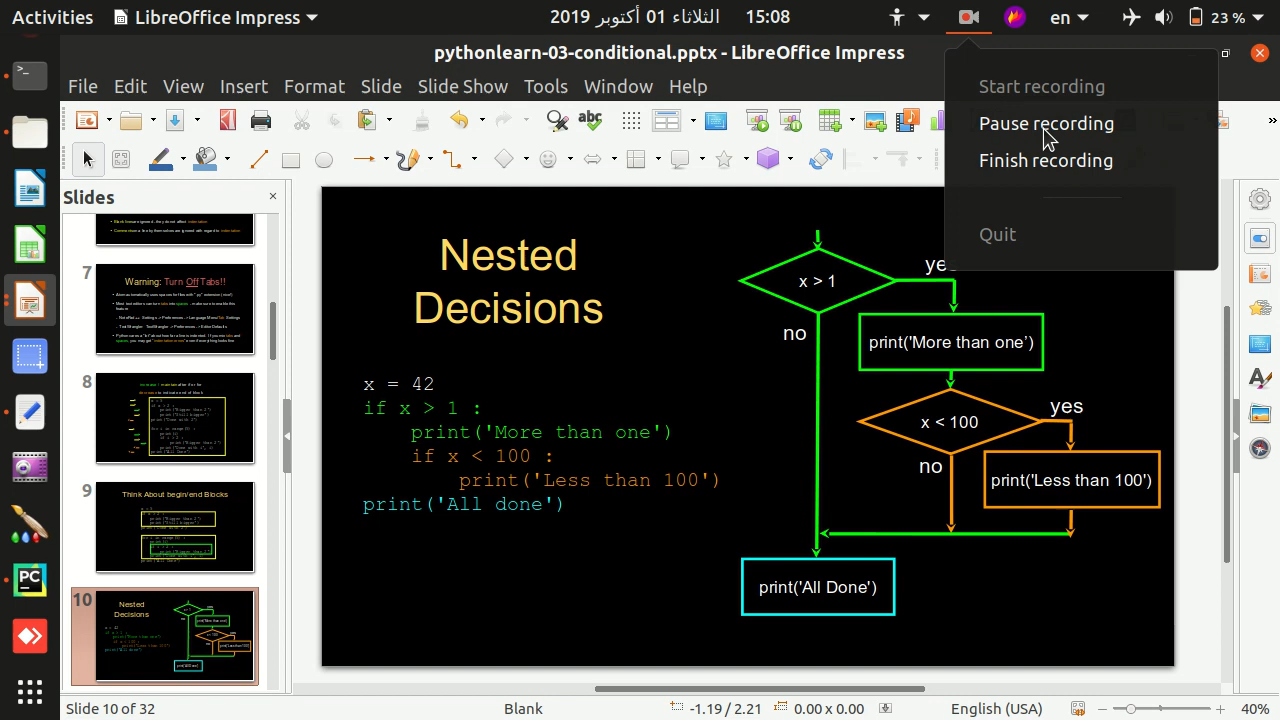 Activities LibreOffice Impress الثلاثاء 01 أكتوبر 2019 15:08 en 23 %
pythonlearn-03-conditional.pptx - LibreOffice Impress
File Edit View Insert Format Slide Slide Show Tools Window Help
Start recording
Pause recording
Finish recording
Quit
Slides
7
Warning: Turn Off Tabs!!
8
9
Think About begin/end Blocks
10
Nested
Decisions
Nested
Decisions
x = 42
if x > 1 :
print('More than one')
if x < 100 :
print('Less than 100')
print('All done')
x > 1
yes
no
print('More than one’)
x < 100
yes
no
print('Less than 100')
print('All Done')
Slide 10 of 32 Blank -1.19 / 2.21 0.00 x 0.00 English (USA) 40%